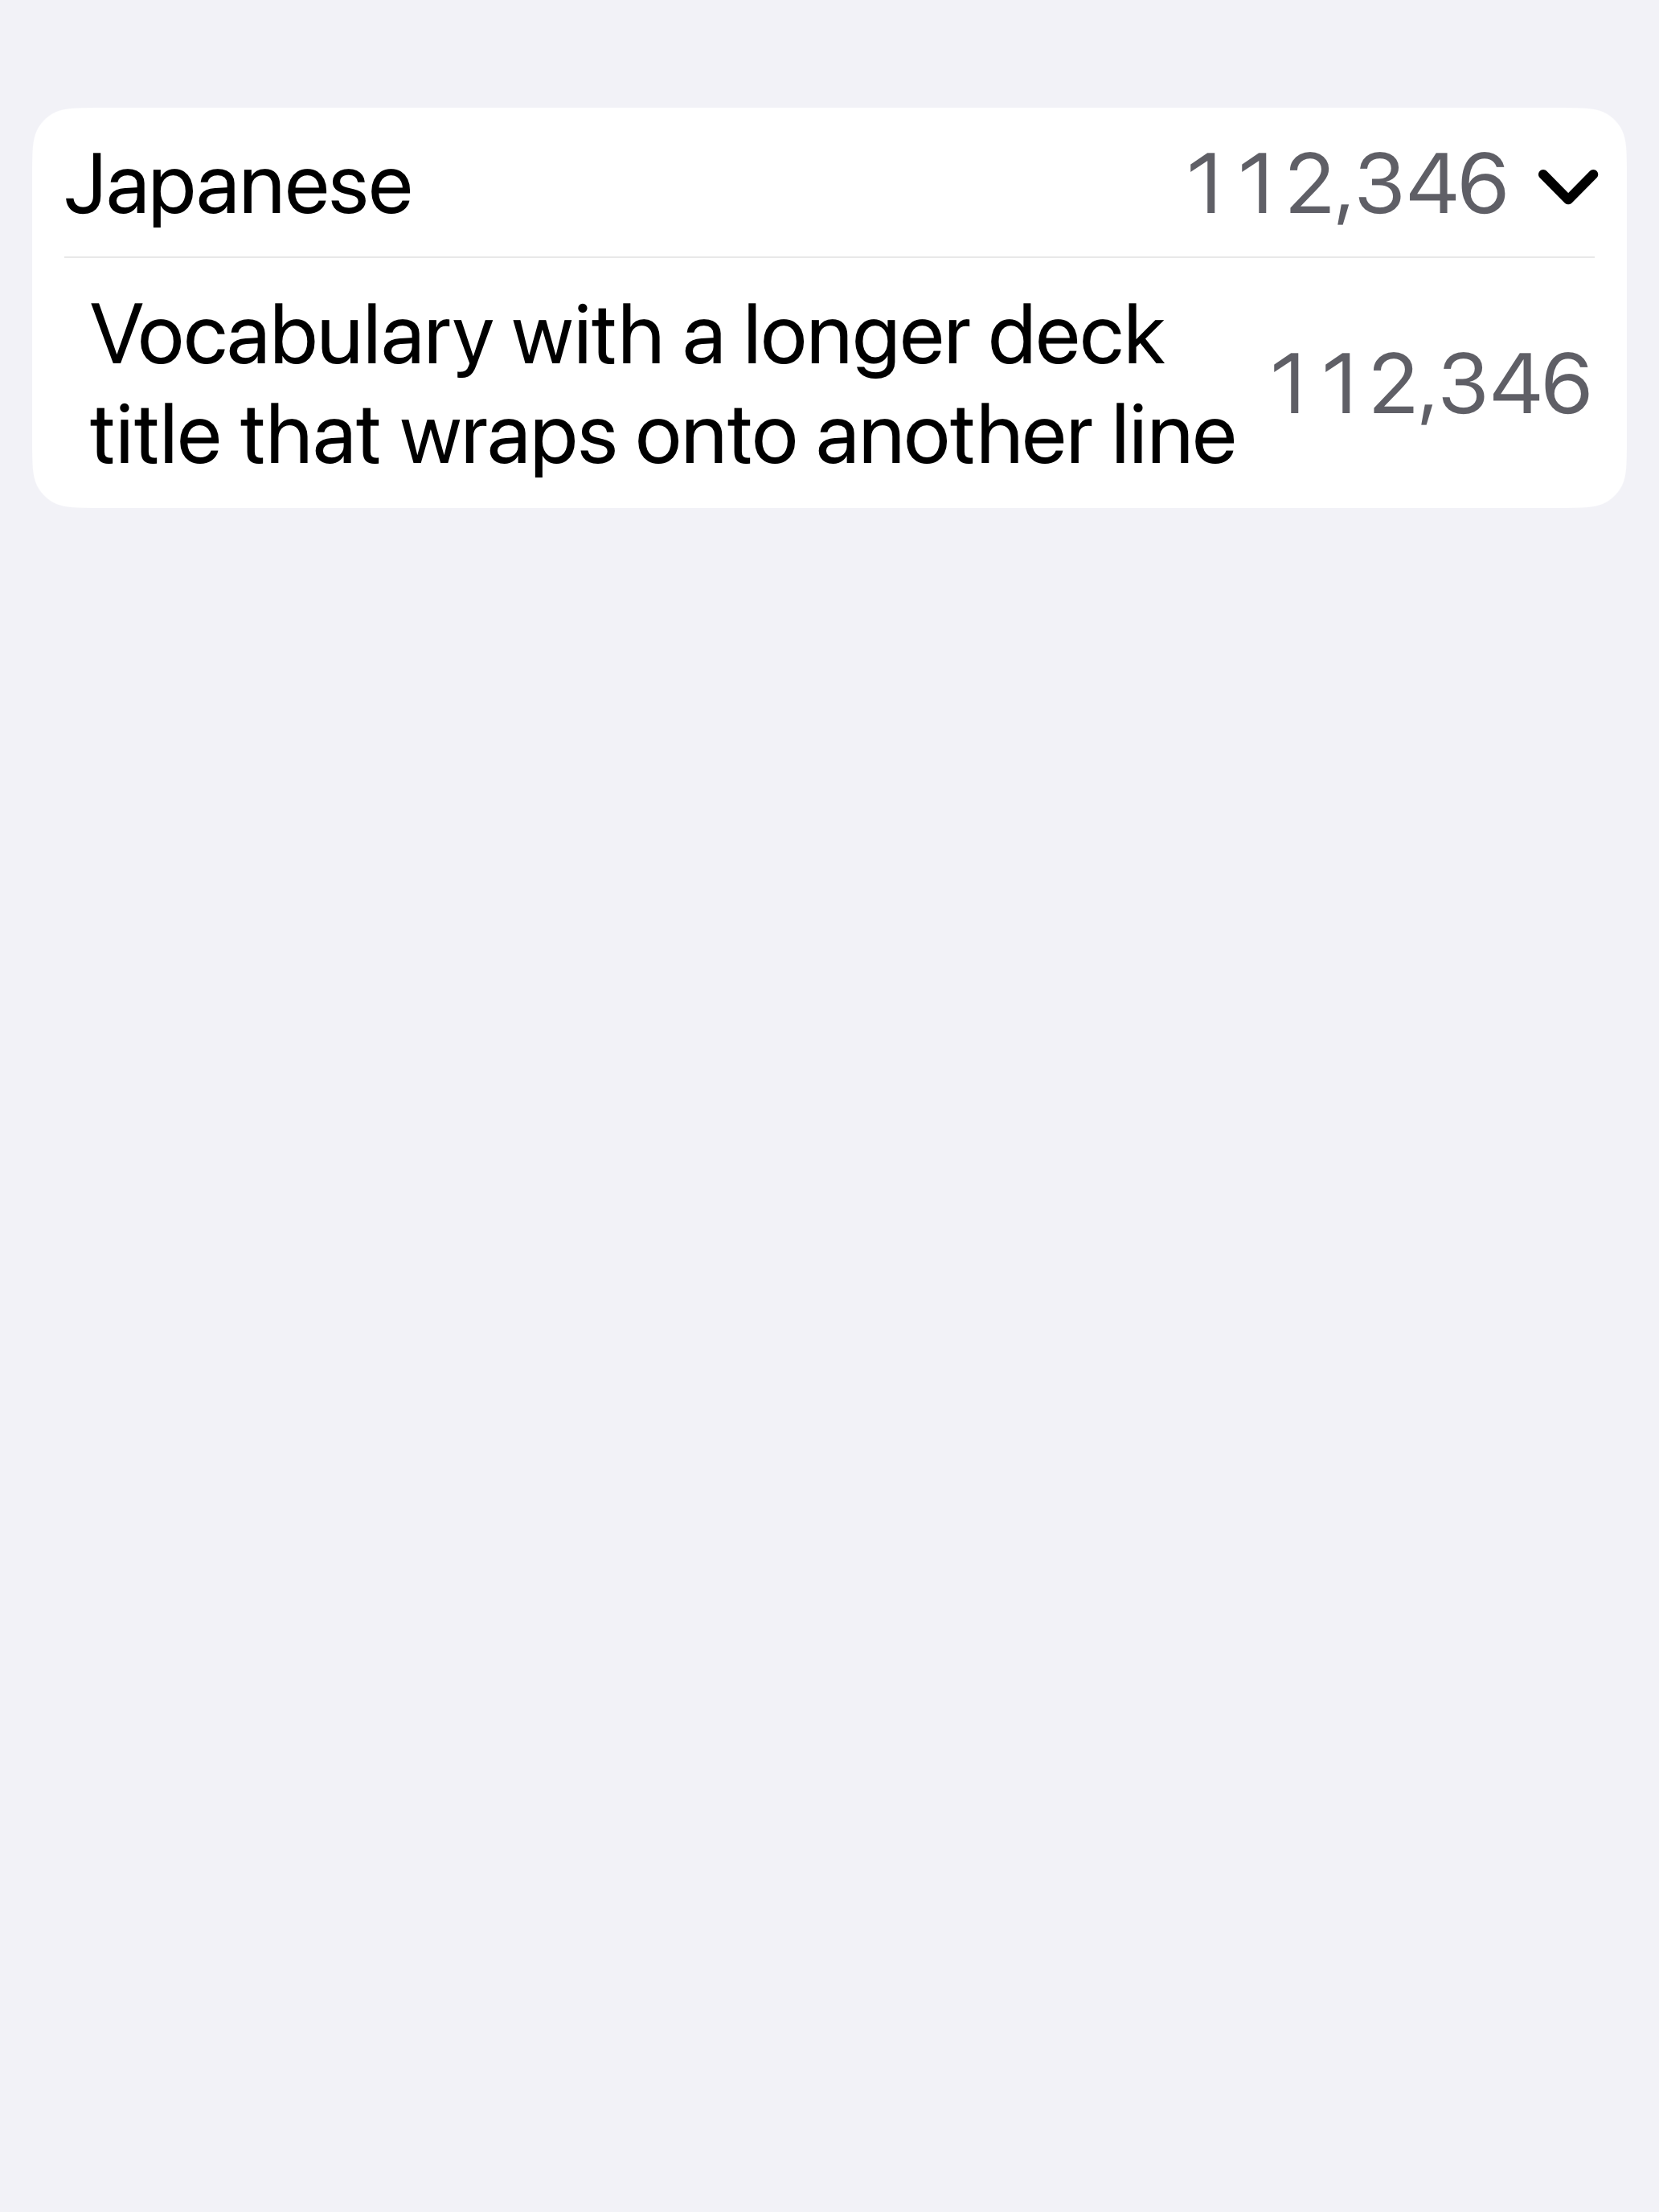 Japanese 112,346
Vocabulary with a longer deck
title that wraps onto another line 112,346